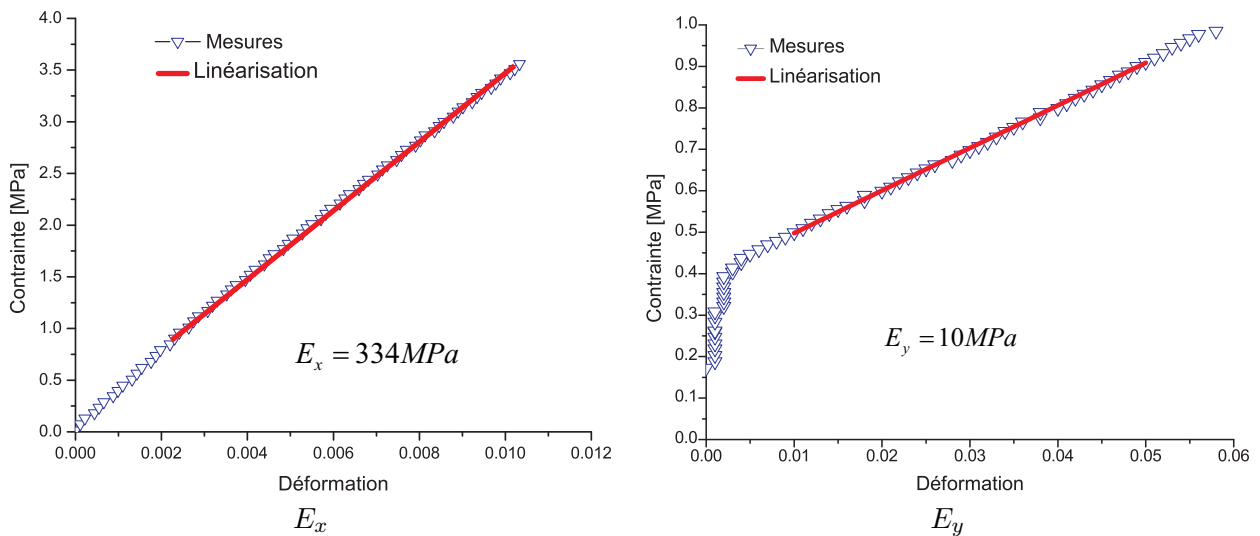 4.0
3.5
3.0
2.5
2.0
1.5
1.0
0.5
0.0
Contrainte [MPa]
Mesures
Linéarisation
E_x = 334MPa
0.000 0.002 0.004 0.006 0.008 0.010 0.012
Déformation
E_x
1.0
0.9
0.8
0.7
0.6
0.5
0.4
0.3
0.2
0.1
0.0
Contrainte [MPa]
Mesures
Linéarisation
E_y = 10MPa
0.00 0.01 0.02 0.03 0.04 0.05 0.06
Déformation
E_y